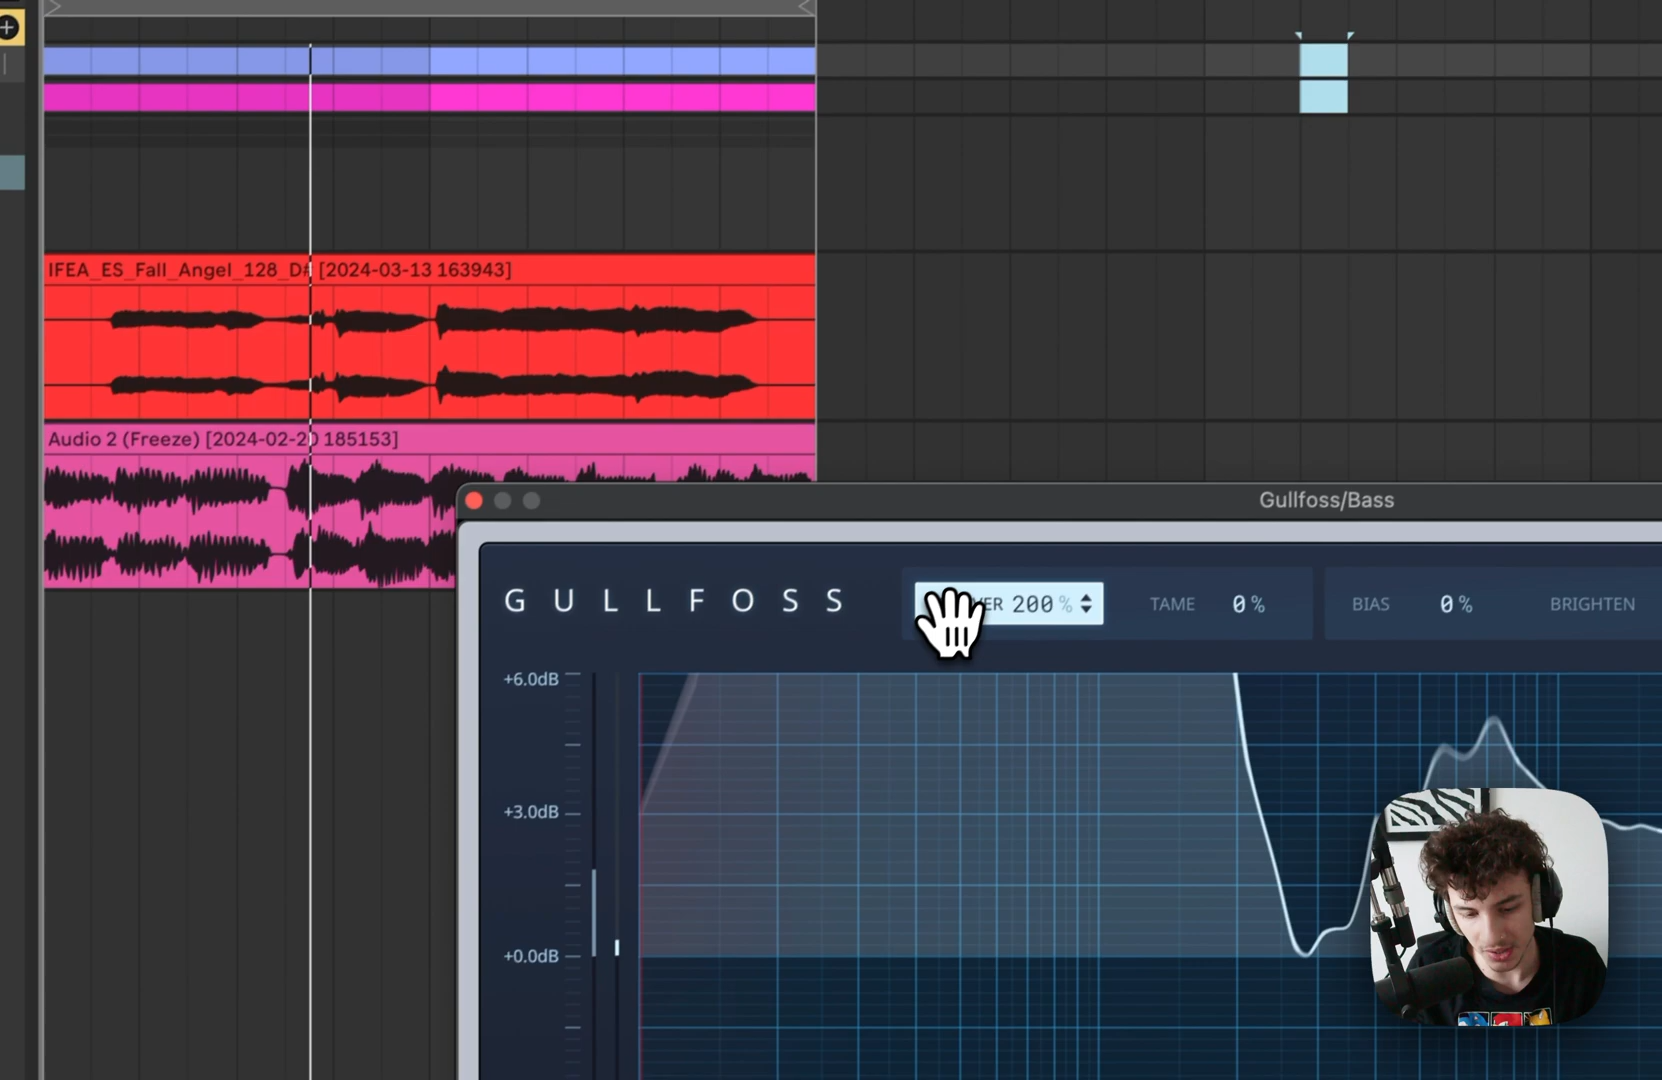 IFEA_ES_Fall_Angel_128_D# [2024-03-13 163943]
Audio 2 (Freeze) [2024-02-20 185153]
Gullfoss/Bass
GULLFOSS
200 %
TAME 0 %
BIAS 0 %
BRIGHTEN
+6.0dB
+3.0dB
+0.0dB